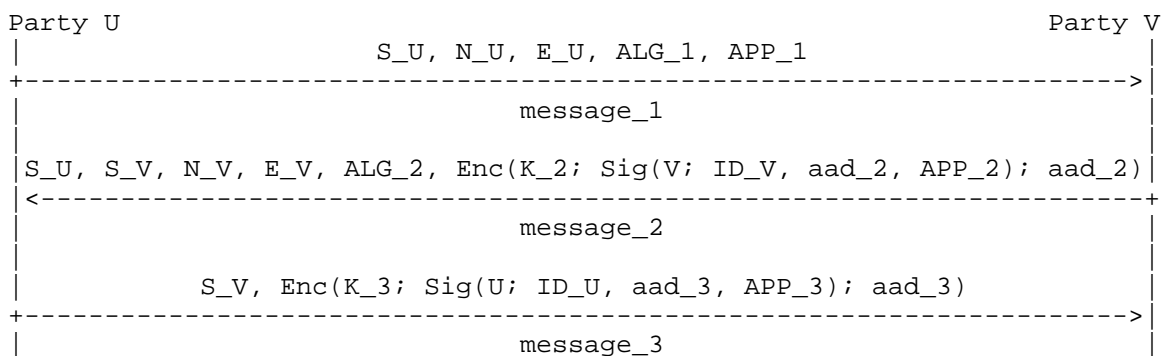 Party U                                                        Party V
|                  S_U, N_U, E_U, ALG_1, APP_1                       |
+-------------------------------------------------------------------->|
|                             message_1                              |
|                                                                    |
|S_U, S_V, N_V, E_V, ALG_2, Enc(K_2; Sig(V; ID_V, aad_2, APP_2); aad_2)|
|<--------------------------------------------------------------------+
|                             message_2                              |
|                                                                    |
|          S_V, Enc(K_3; Sig(U; ID_U, aad_3, APP_3); aad_3)          |
+-------------------------------------------------------------------->|
|                             message_3                              |